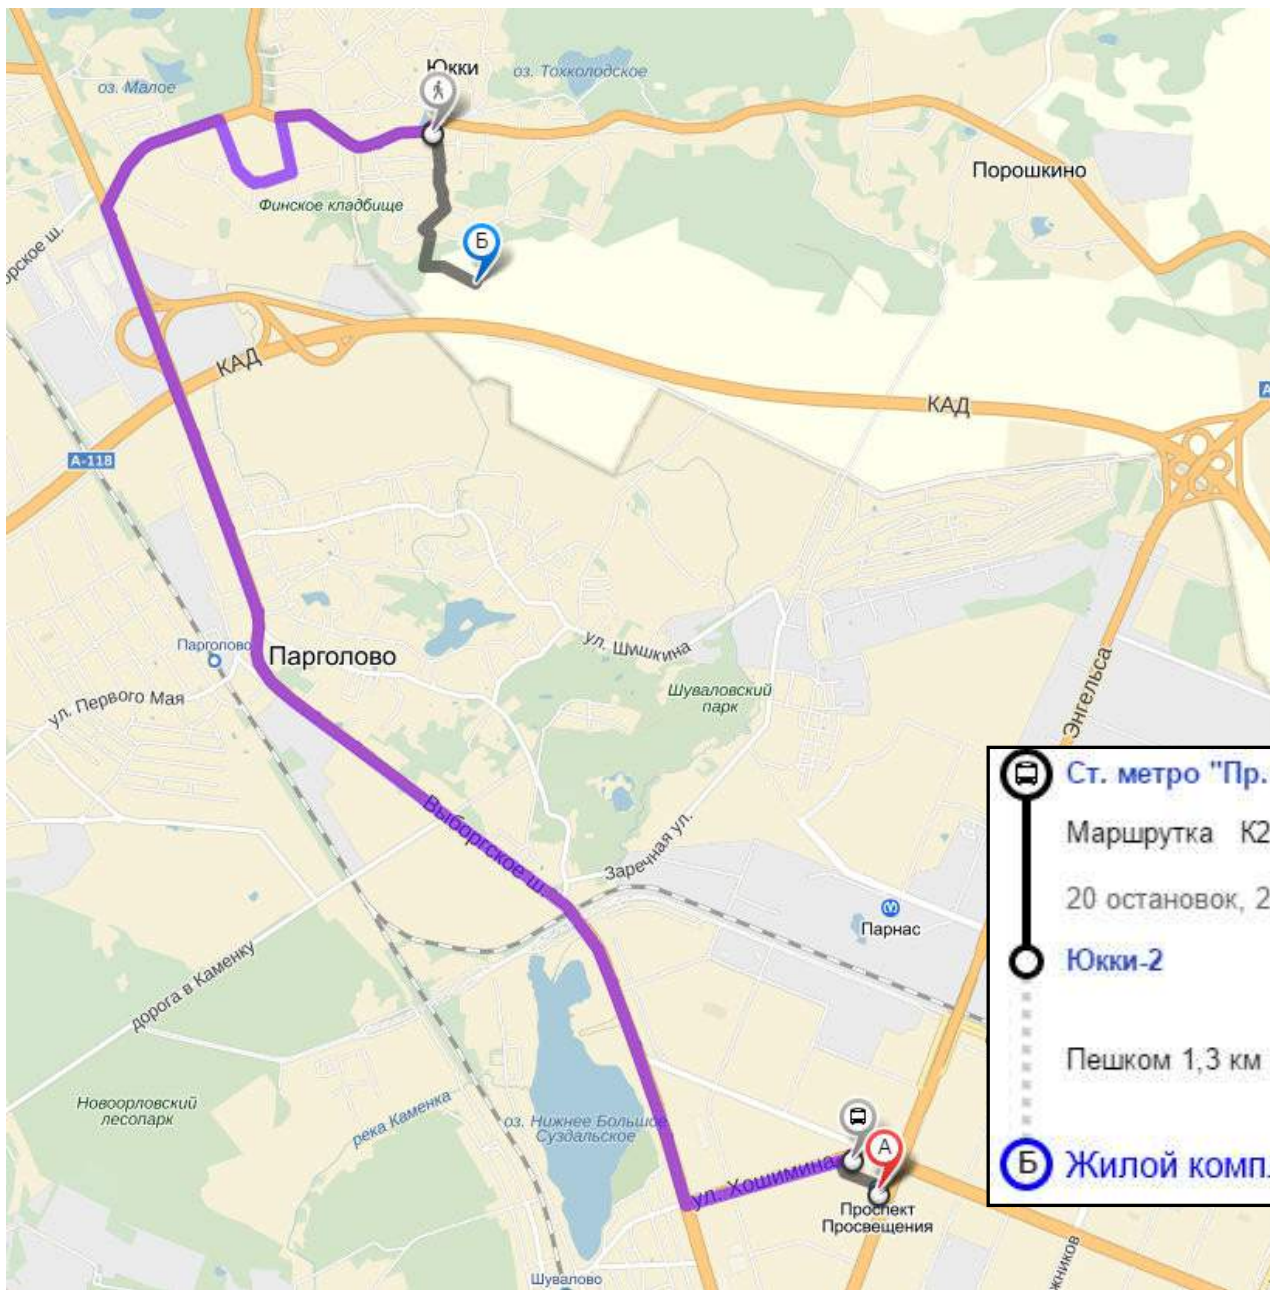 Юкки
оз. Тохколодское
оз. Малое
Порошкино
Финское кладбище
Б
КАД
КАД
А-118
ул. Шишкина
Парголово
Парголово
ул. Первого Мая
Шуваловский
парк
Энгельса
Ст. метро "Пр.
Выборгское ш.
Маршрутка К2
Заречная ул.
20 остановок, 2
Парнас
дорога в Каменку
Юкки-2
Пешком 1,3 км
Новоорловский
лесопарк
река Каменка
оз. Нижнее Большое
Суздальское
А
Б Жилой комп.
ул. Хошимина
Проспект
Просвещения
Шувалово